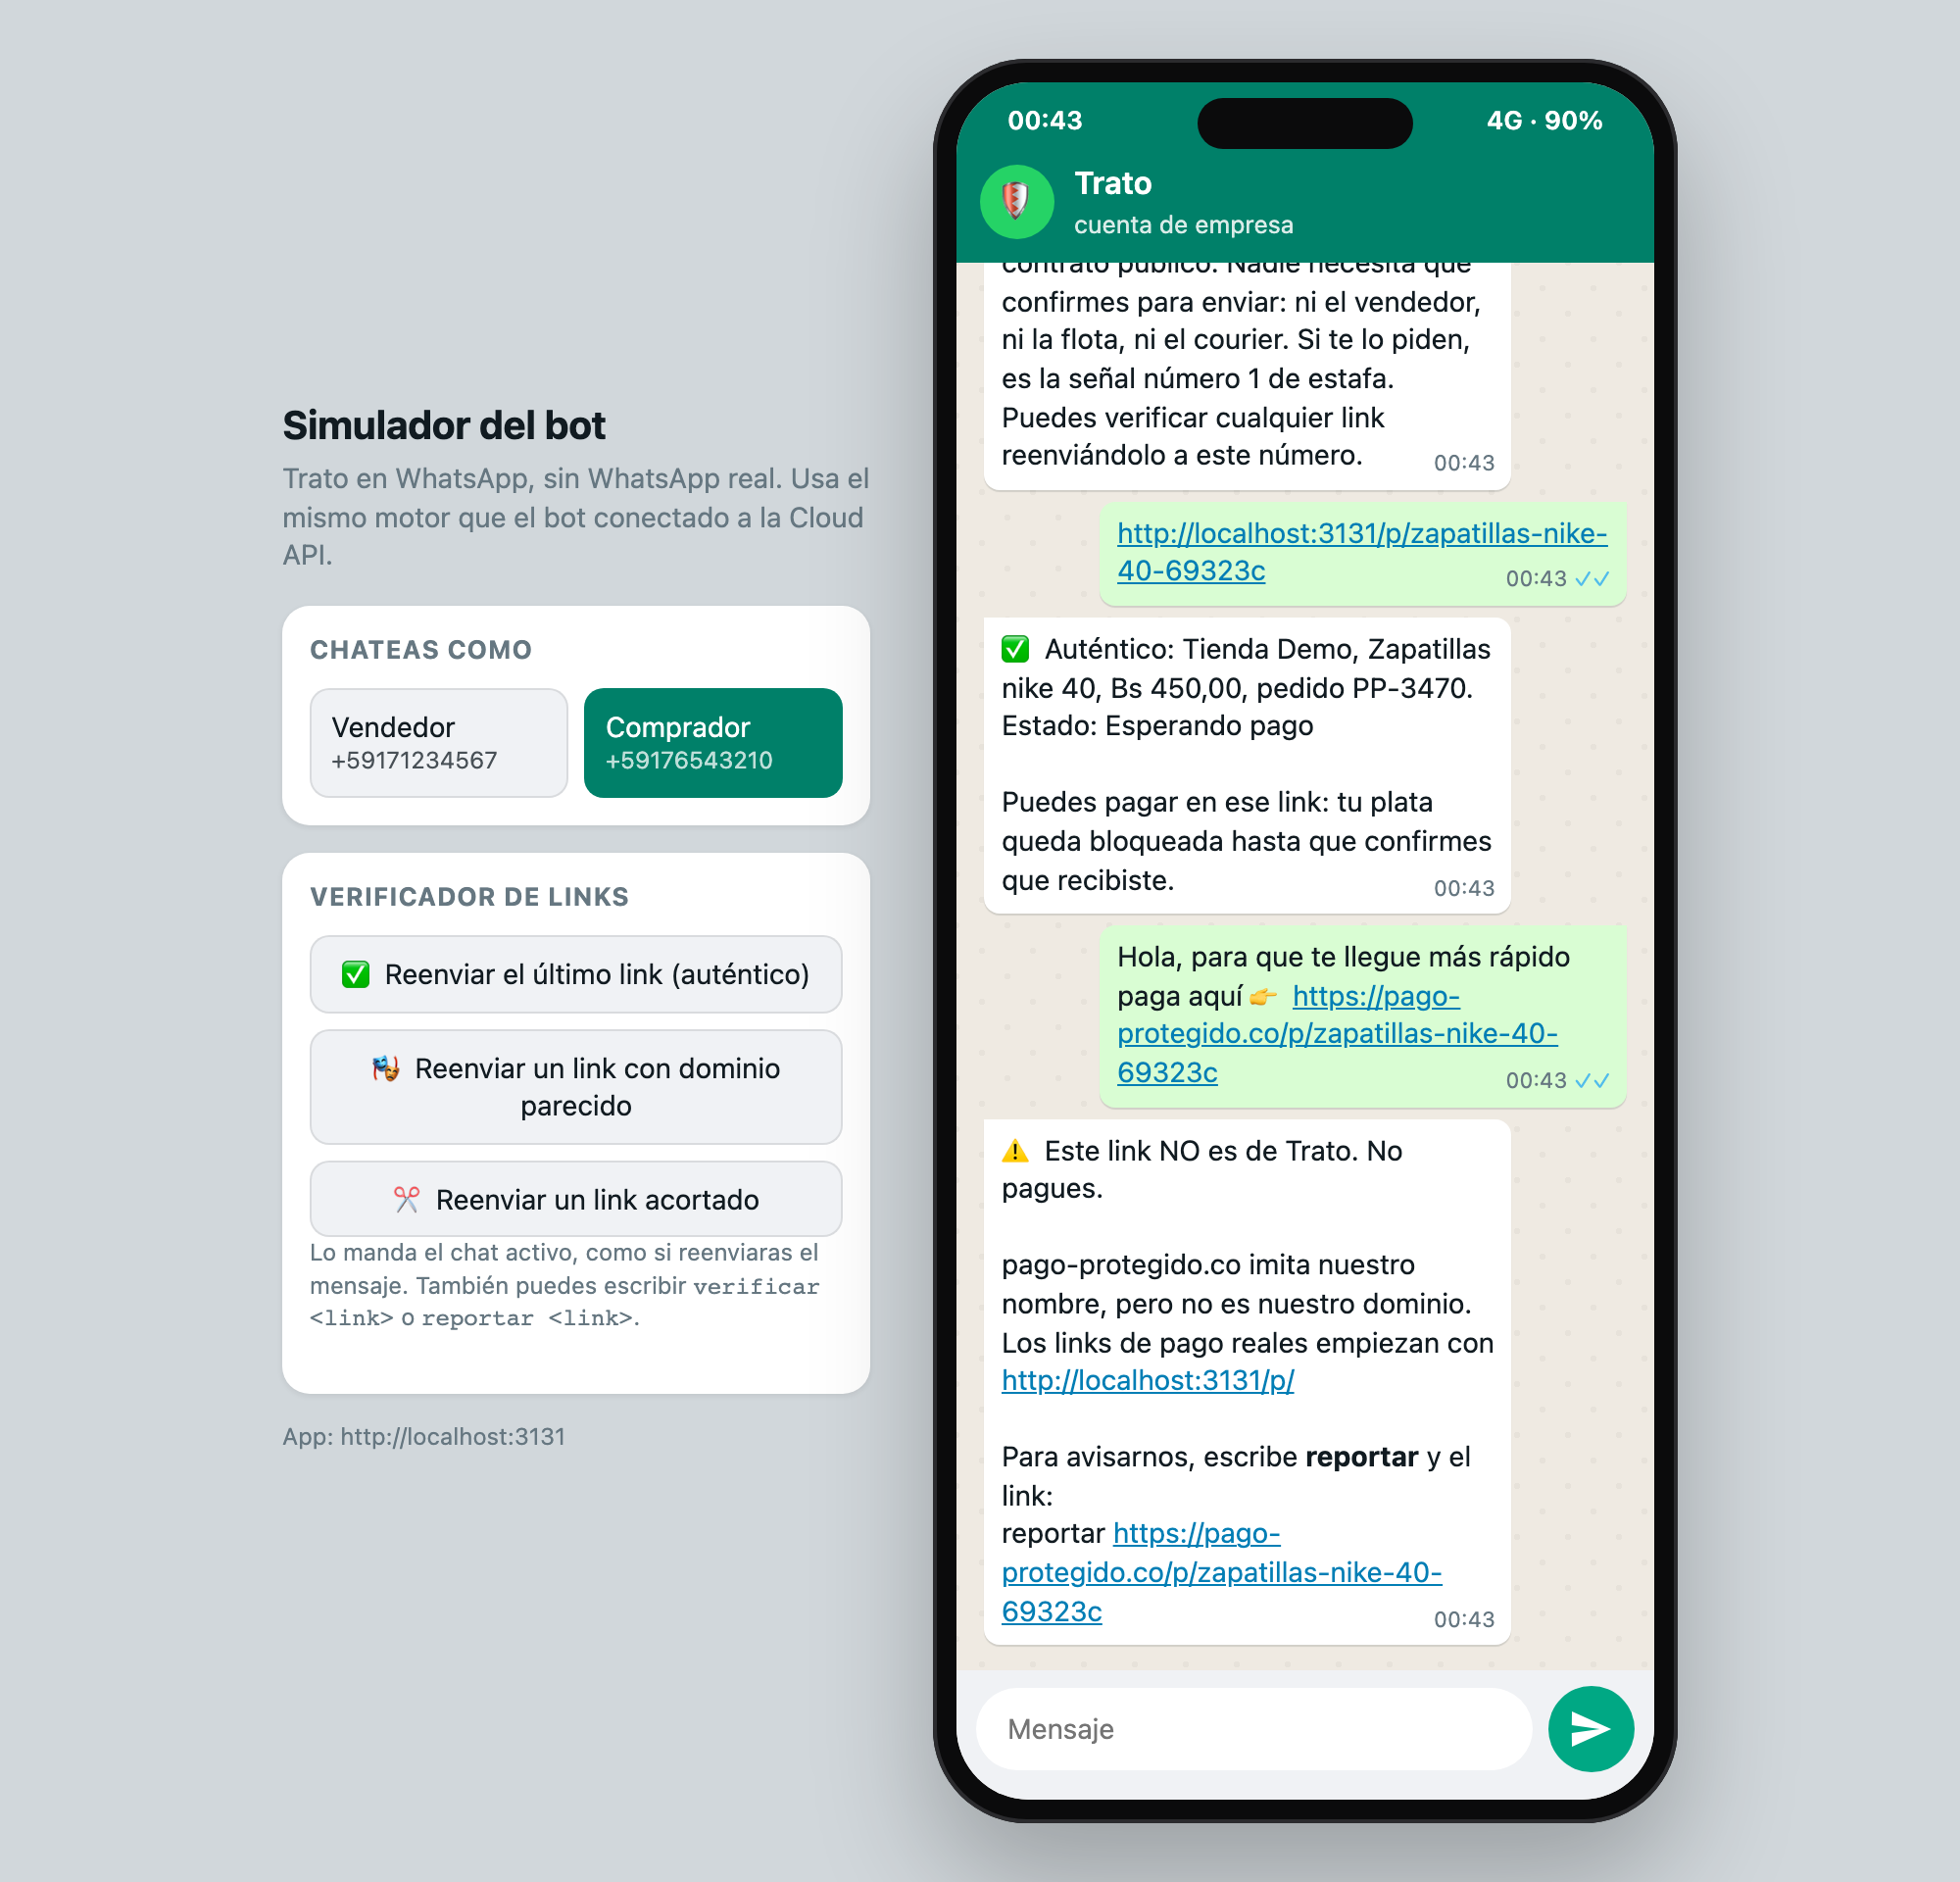 Simulador del bot
Trato en WhatsApp, sin WhatsApp real. Usa el
mismo motor que el bot conectado a la Cloud
API.
CHATEAS COMO
Vendedor
+59171234567
Comprador
+59176543210
VERIFICADOR DE LINKS
✅ Reenviar el último link (auténtico)
🎭 Reenviar un link con dominio
parecido
✂️ Reenviar un link acortado
Lo manda el chat activo, como si reenviaras el
mensaje. También puedes escribir verificar
<link> o reportar <link>.
App: http://localhost:3131
00:43
4G · 90%
Trato
cuenta de empresa
contrato público. Nadie necesita que
confirmes para enviar: ni el vendedor,
ni la flota, ni el courier. Si te lo piden,
es la señal número 1 de estafa.
Puedes verificar cualquier link
reenviándolo a este número.
00:43
http://localhost:3131/p/zapatillas-nike-
40-69323c
00:43 ✓✓
✅ Auténtico: Tienda Demo, Zapatillas
nike 40, Bs 450,00, pedido PP-3470.
Estado: Esperando pago
Puedes pagar en ese link: tu plata
queda bloqueada hasta que confirmes
que recibiste.
00:43
Hola, para que te llegue más rápido
paga aquí 👉 https://pago-
protegido.co/p/zapatillas-nike-40-
69323c
00:43 ✓✓
⚠️ Este link NO es de Trato. No
pagues.
pago-protegido.co imita nuestro
nombre, pero no es nuestro dominio.
Los links de pago reales empiezan con
http://localhost:3131/p/
Para avisarnos, escribe reportar y el
link:
reportar https://pago-
protegido.co/p/zapatillas-nike-40-
69323c
00:43
Mensaje